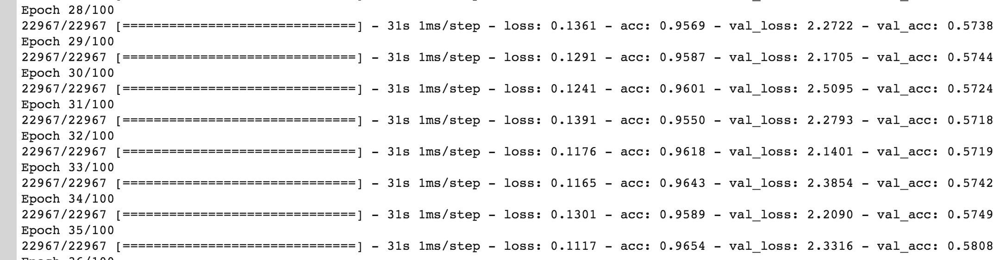 Epoch 28/100
22967/22967 [==============================] - 31s 1ms/step - loss: 0.1361 - acc: 0.9569 - val_loss: 2.2722 - val_acc: 0.5738
Epoch 29/100
22967/22967 [==============================] - 31s 1ms/step - loss: 0.1291 - acc: 0.9587 - val_loss: 2.1705 - val_acc: 0.5744
Epoch 30/100
22967/22967 [==============================] - 31s 1ms/step - loss: 0.1241 - acc: 0.9601 - val_loss: 2.5095 - val_acc: 0.5724
Epoch 31/100
22967/22967 [==============================] - 31s 1ms/step - loss: 0.1391 - acc: 0.9550 - val_loss: 2.2793 - val_acc: 0.5718
Epoch 32/100
22967/22967 [==============================] - 31s 1ms/step - loss: 0.1176 - acc: 0.9618 - val_loss: 2.1401 - val_acc: 0.5719
Epoch 33/100
22967/22967 [==============================] - 31s 1ms/step - loss: 0.1165 - acc: 0.9643 - val_loss: 2.3854 - val_acc: 0.5742
Epoch 34/100
22967/22967 [==============================] - 31s 1ms/step - loss: 0.1301 - acc: 0.9589 - val_loss: 2.2090 - val_acc: 0.5749
Epoch 35/100
22967/22967 [==============================] - 31s 1ms/step - loss: 0.1117 - acc: 0.9654 - val_loss: 2.3316 - val_acc: 0.5808